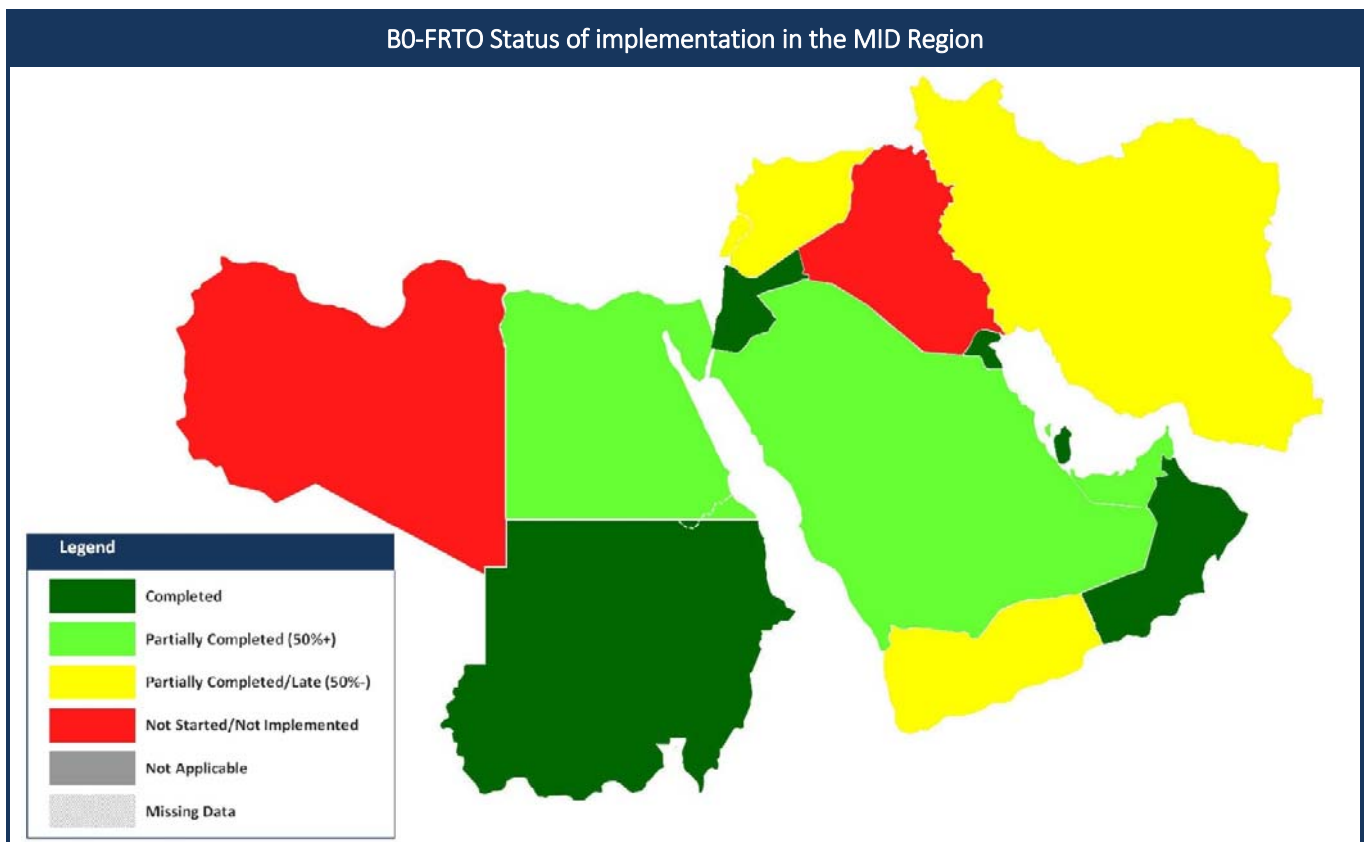 B0-FRTO Status of implementation in the MID Region
Legend
Completed
Partially Completed (50%+)
Partially Completed/Late (50%-)
Not Started/Not Implemented
Not Applicable
Missing Data